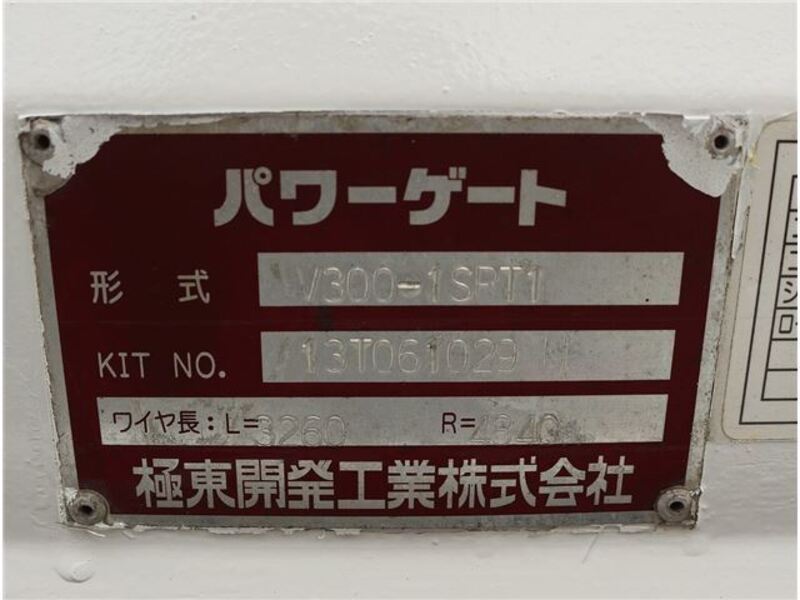 パワーゲート
形 式 V300-1SRT1
KIT NO. 13T061029 N
ワイヤ長:L=3260 R=4840
極東開発工業株式会社